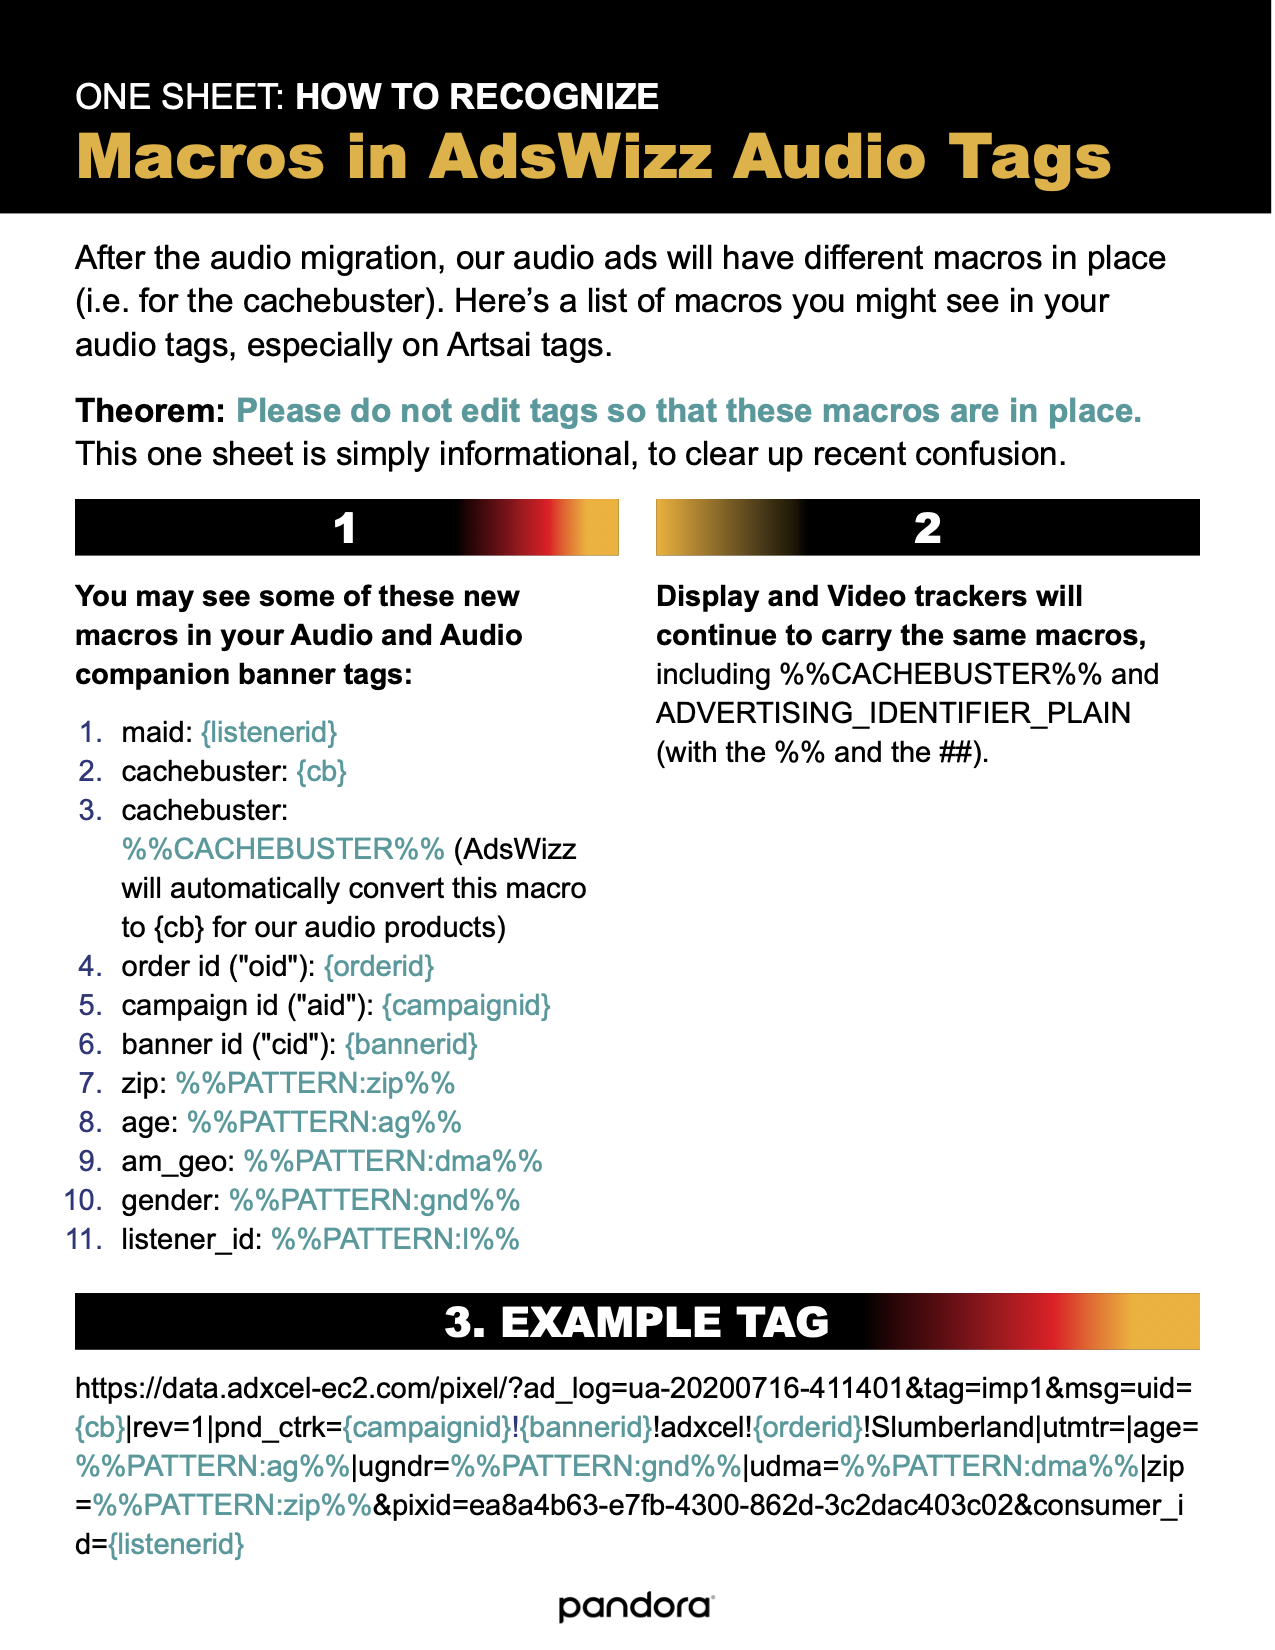 ONE SHEET: HOW TO RECOGNIZE
Macros in AdsWizz Audio Tags
After the audio migration, our audio ads will have different macros in place
(i.e. for the cachebuster). Here’s a list of macros you might see in your
audio tags, especially on Artsai tags.
Theorem: Please do not edit tags so that these macros are in place.
This one sheet is simply informational, to clear up recent confusion.
1
You may see some of these new
macros in your Audio and Audio
companion banner tags:
1. maid: {listenerid}
2. cachebuster: {cb}
3. cachebuster:
%%CACHEBUSTER%% (AdsWizz
will automatically convert this macro
to {cb} for our audio products)
4. order id ("oid"): {orderid}
5. campaign id ("aid"): {campaignid}
6. banner id ("cid"): {bannerid}
7. zip: %%PATTERN:zip%%
8. age: %%PATTERN:ag%%
9. am_geo: %%PATTERN:dma%%
10. gender: %%PATTERN:gnd%%
11. listener_id: %%PATTERN:l%%
2
Display and Video trackers will
continue to carry the same macros,
including %%CACHEBUSTER%% and
ADVERTISING_IDENTIFIER_PLAIN
(with the %% and the ##).
3. EXAMPLE TAG
https://data.adxcel-ec2.com/pixel/?ad_log=ua-20200716-411401&tag=imp1&msg=uid=
{cb}|rev=1|pnd_ctrk={campaignid}!{bannerid}!adxcel!{orderid}!Slumberland|utmtr=|age=
%%PATTERN:ag%%|ugndr=%%PATTERN:gnd%%|udma=%%PATTERN:dma%%|zip
=%%PATTERN:zip%%&pixid=ea8a4b63-e7fb-4300-862d-3c2dac403c02&consumer_i
d={listenerid}
pandora